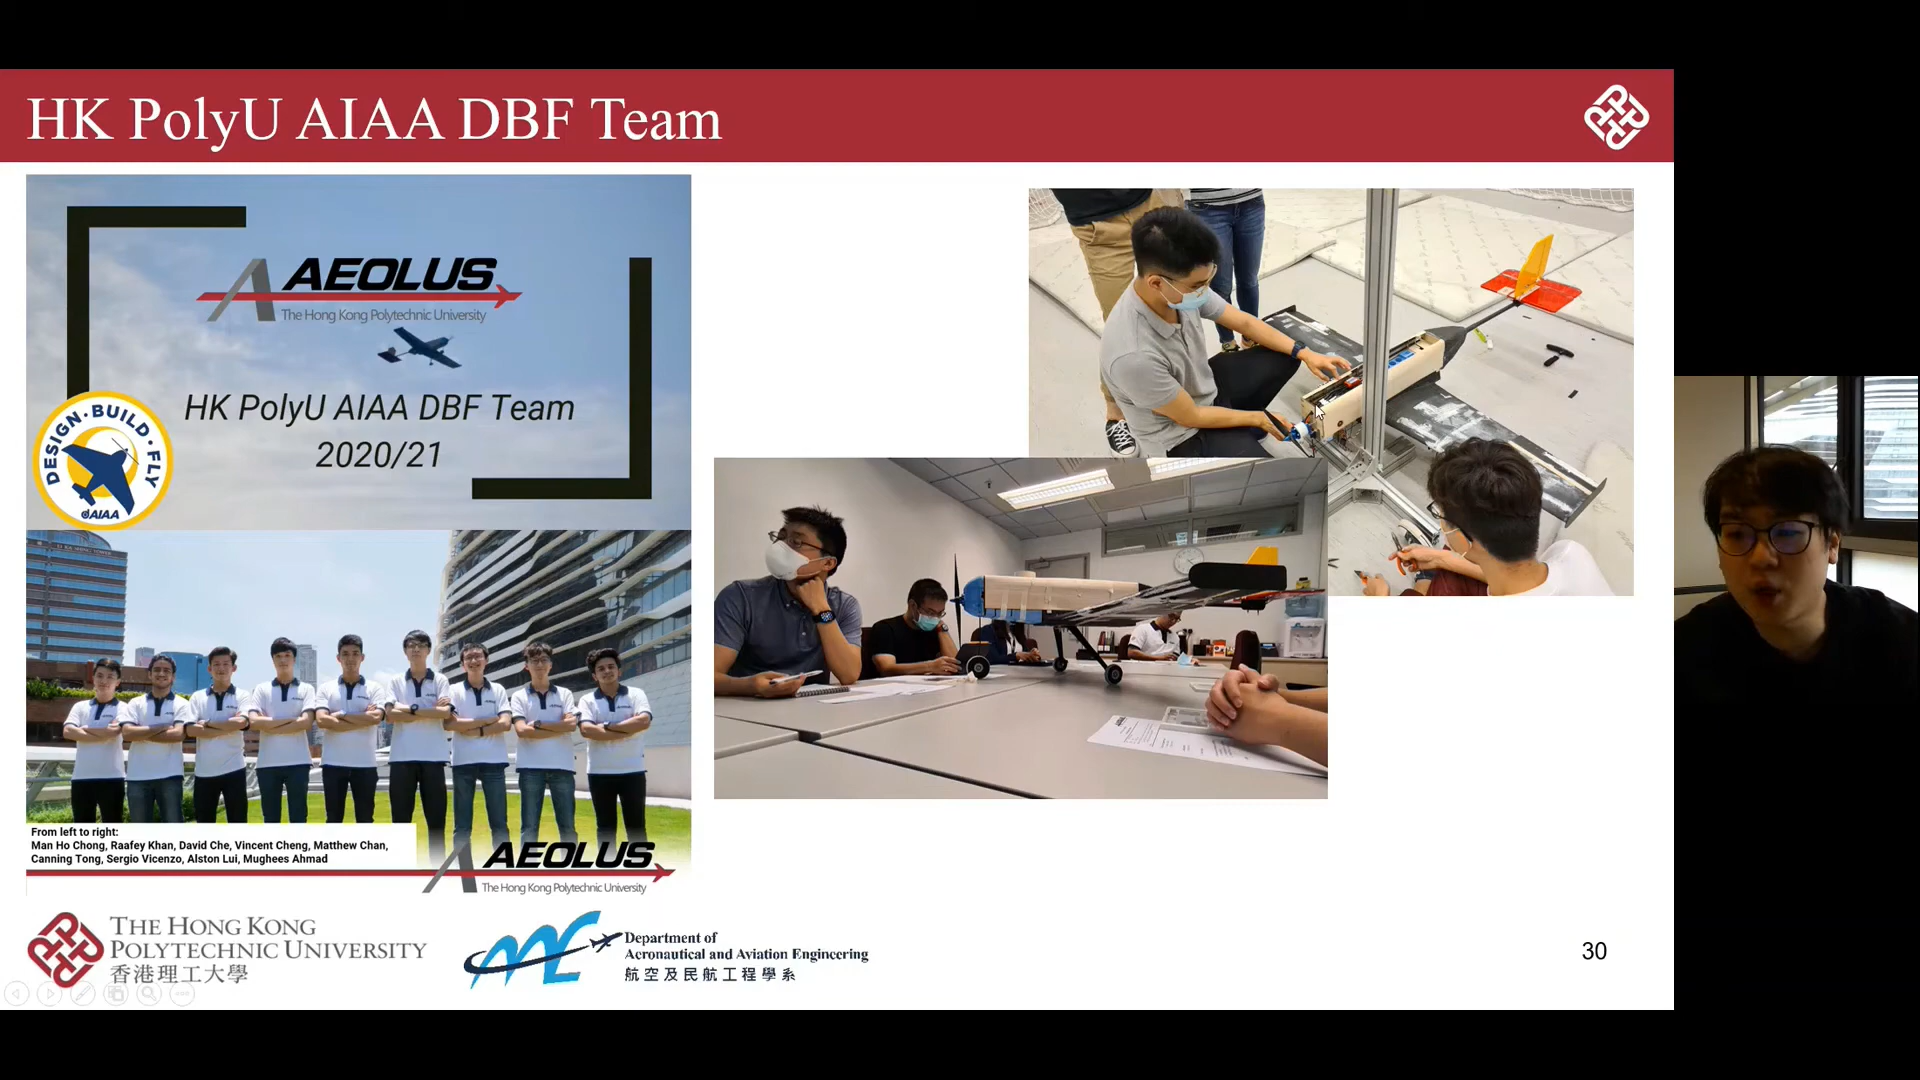 HK PolyU AIAA DBF Team
AEOLUS
The Hong Kong Polytechnic University
HK PolyU AIAA DBF Team
2020/21
DESIGN·BUILD·FLY
AIAA
From left to right:
Man Ho Chong, Raafey Khan, David Che, Vincent Cheng, Matthew Chan,
Canning Tong, Sergio Vicenzo, Alston Lui, Mughees Ahmad
AEOLUS
The Hong Kong Polytechnic University
THE HONG KONG
POLYTECHNIC UNIVERSITY
香港理工大學
Department of
Aeronautical and Aviation Engineering
航空及民航工程學系
30